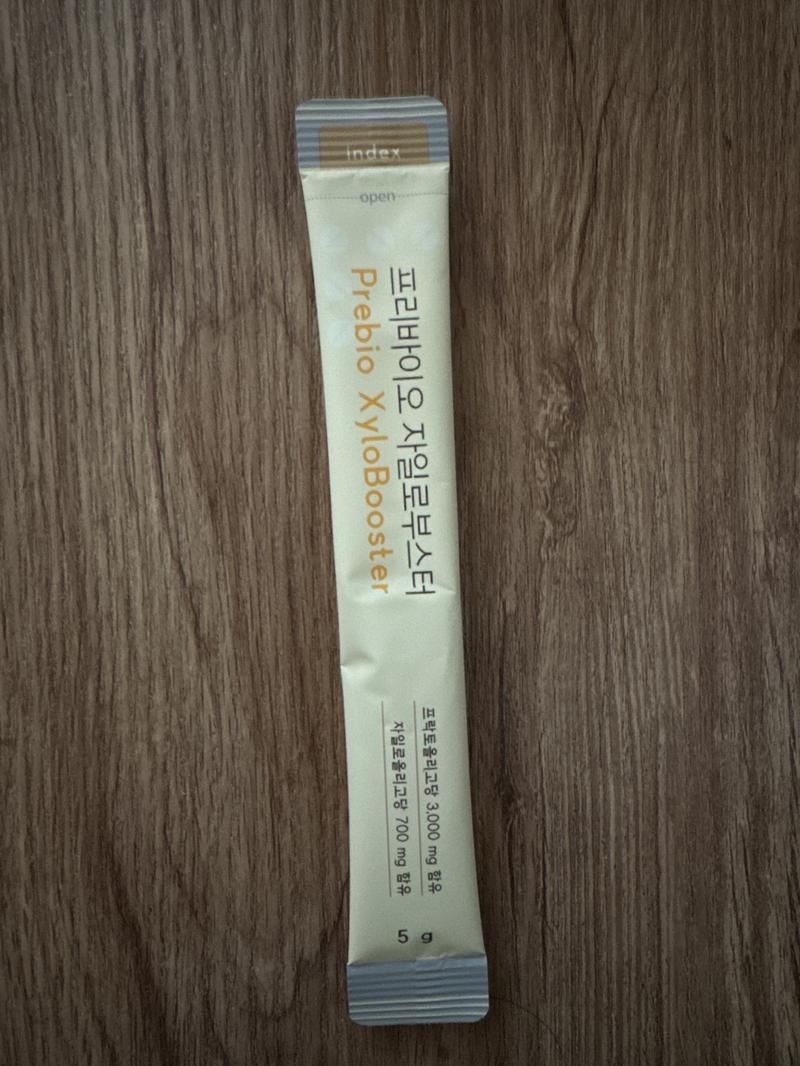 index
open
프리바이오 자일로부스터
Prebio XyloBooster
프락토올리고당 3,000 mg 함유
자일로올리고당 700 mg 함유
5 g